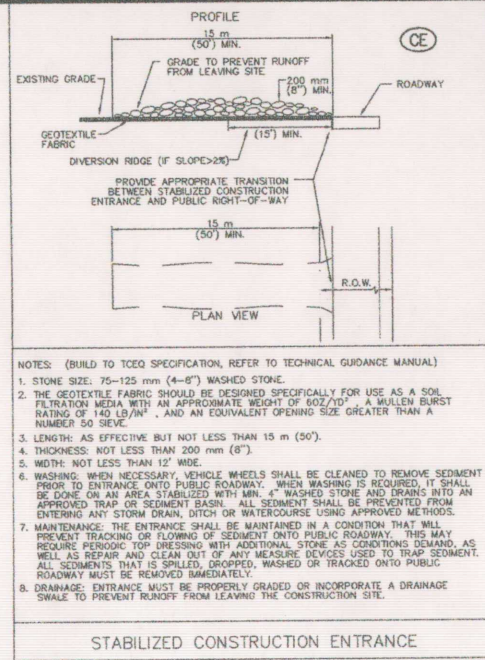 PROFILE
15 m
(50') MIN.
CE
GRADE TO PREVENT RUNOFF
FROM LEAVING SITE
EXISTING GRADE
200 mm
(8") MIN.
ROADWAY
GEOTEXTILE
FABRIC
(15') MIN.
DIVERSION RIDGE (IF SLOPE>2%)
PROVIDE APPROPRIATE TRANSITION
BETWEEN STABILIZED CONSTRUCTION
ENTRANCE AND PUBLIC RIGHT-OF-WAY
15 m
(50') MIN.
R.O.W.
PLAN VIEW
NOTES: (BUILD TO TCEQ SPECIFICATION, REFER TO TECHNICAL GUIDANCE MANUAL)
1. STONE SIZE: 75-125 mm (4-8") WASHED STONE.
2. THE GEOTEXTILE FABRIC SHOULD BE DESIGNED SPECIFICALLY FOR USE AS A SOIL
FILTRATION MEDIA WITH AN APPROXIMATE WEIGHT OF 6OZ/YD², A MULLEN BURST
RATING OF 140 LB/IN², AND AN EQUIVALENT OPENING SIZE GREATER THAN A
NUMBER 50 SIEVE.
3. LENGTH: AS EFFECTIVE BUT NOT LESS THAN 15 m (50').
4. THICKNESS: NOT LESS THAN 200 mm (8").
5. WIDTH: NOT LESS THAN 12' WIDE.
6. WASHING: WHEN NECESSARY, VEHICLE WHEELS SHALL BE CLEANED TO REMOVE SEDIMENT
PRIOR TO ENTRANCE ONTO PUBLIC ROADWAY. WHEN WASHING IS REQUIRED, IT SHALL
BE DONE ON AN AREA STABILIZED WITH MIN. 4" WASHED STONE AND DRAINS INTO AN
APPROVED TRAP OR SEDIMENT BASIN. ALL SEDIMENT SHALL BE PREVENTED FROM
ENTERING ANY STORM DRAIN, DITCH OR WATERCOURSE USING APPROVED METHODS.
7. MAINTENANCE: THE ENTRANCE SHALL BE MAINTAINED IN A CONDITION THAT WILL
PREVENT TRACKING OR FLOWING OF SEDIMENT ONTO PUBLIC ROADWAY. THIS MAY
REQUIRE PERIODIC TOP DRESSING WITH ADDITIONAL STONE AS CONDITIONS DEMAND, AS
WELL AS REPAIR AND CLEAN OUT OF ANY MEASURE DEVICES USED TO TRAP SEDIMENT.
ALL SEDIMENTS THAT IS SPILLED, DROPPED, WASHED OR TRACKED ONTO PUBLIC
ROADWAY MUST BE REMOVED IMMEDIATELY.
8. DRAINAGE: ENTRANCE MUST BE PROPERLY GRADED OR INCORPORATE A DRAINAGE
SWALE TO PREVENT RUNOFF FROM LEAVING THE CONSTRUCTION SITE.
STABILIZED CONSTRUCTION ENTRANCE